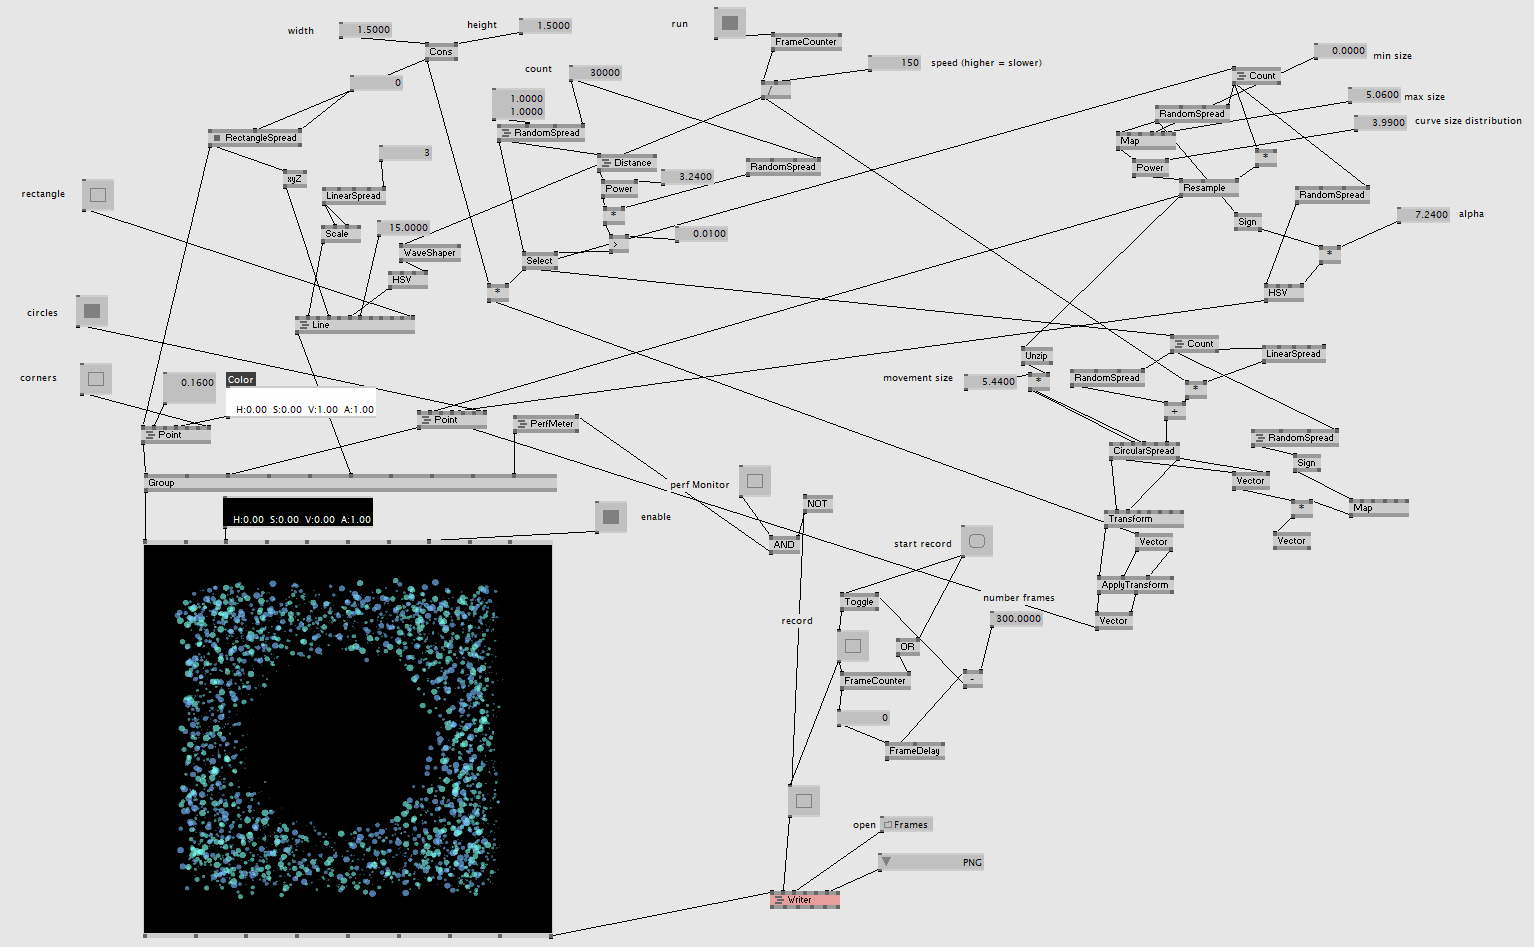 width
1.5000
height
1.5000
Cons
run
FrameCounter
0.0000
min size
count
30000
150
speed (higher = slower)
0
Count
/
5.0600
max size
1.0000
1.0000
RandomSpread
3.9900
curve size distribution
RectangleSpread
RandomSpread
Map
3
Distance
RandomSpread
*
Power
xyZ
3.2400
Power
Resample
rectangle
LinearSpread
RandomSpread
*
7.2400
alpha
15.0000
Sign
Scale
0.0100
>
WaveShaper
*
Select
HSV
*
HSV
circles
Line
Count
LinearSpread
Unzip
corners
0.1600
Color
movement size
5.4400
*
RandomSpread
*
H:0.00 S:0.00 V:1.00 A:1.00
+
Point
PerfMeter
Point
RandomSpread
CircularSpread
Sign
Group
perf Monitor
Vector
NOT
*
Map
H:0.00 S:0.00 V:0.00 A:1.00
enable
Transform
AND
start record
Vector
Vector
ApplyTransform
Toggle
number frames
record
300.0000
Vector
OR
FrameCounter
-
0
FrameDelay
open
Frames
PNG
Writer